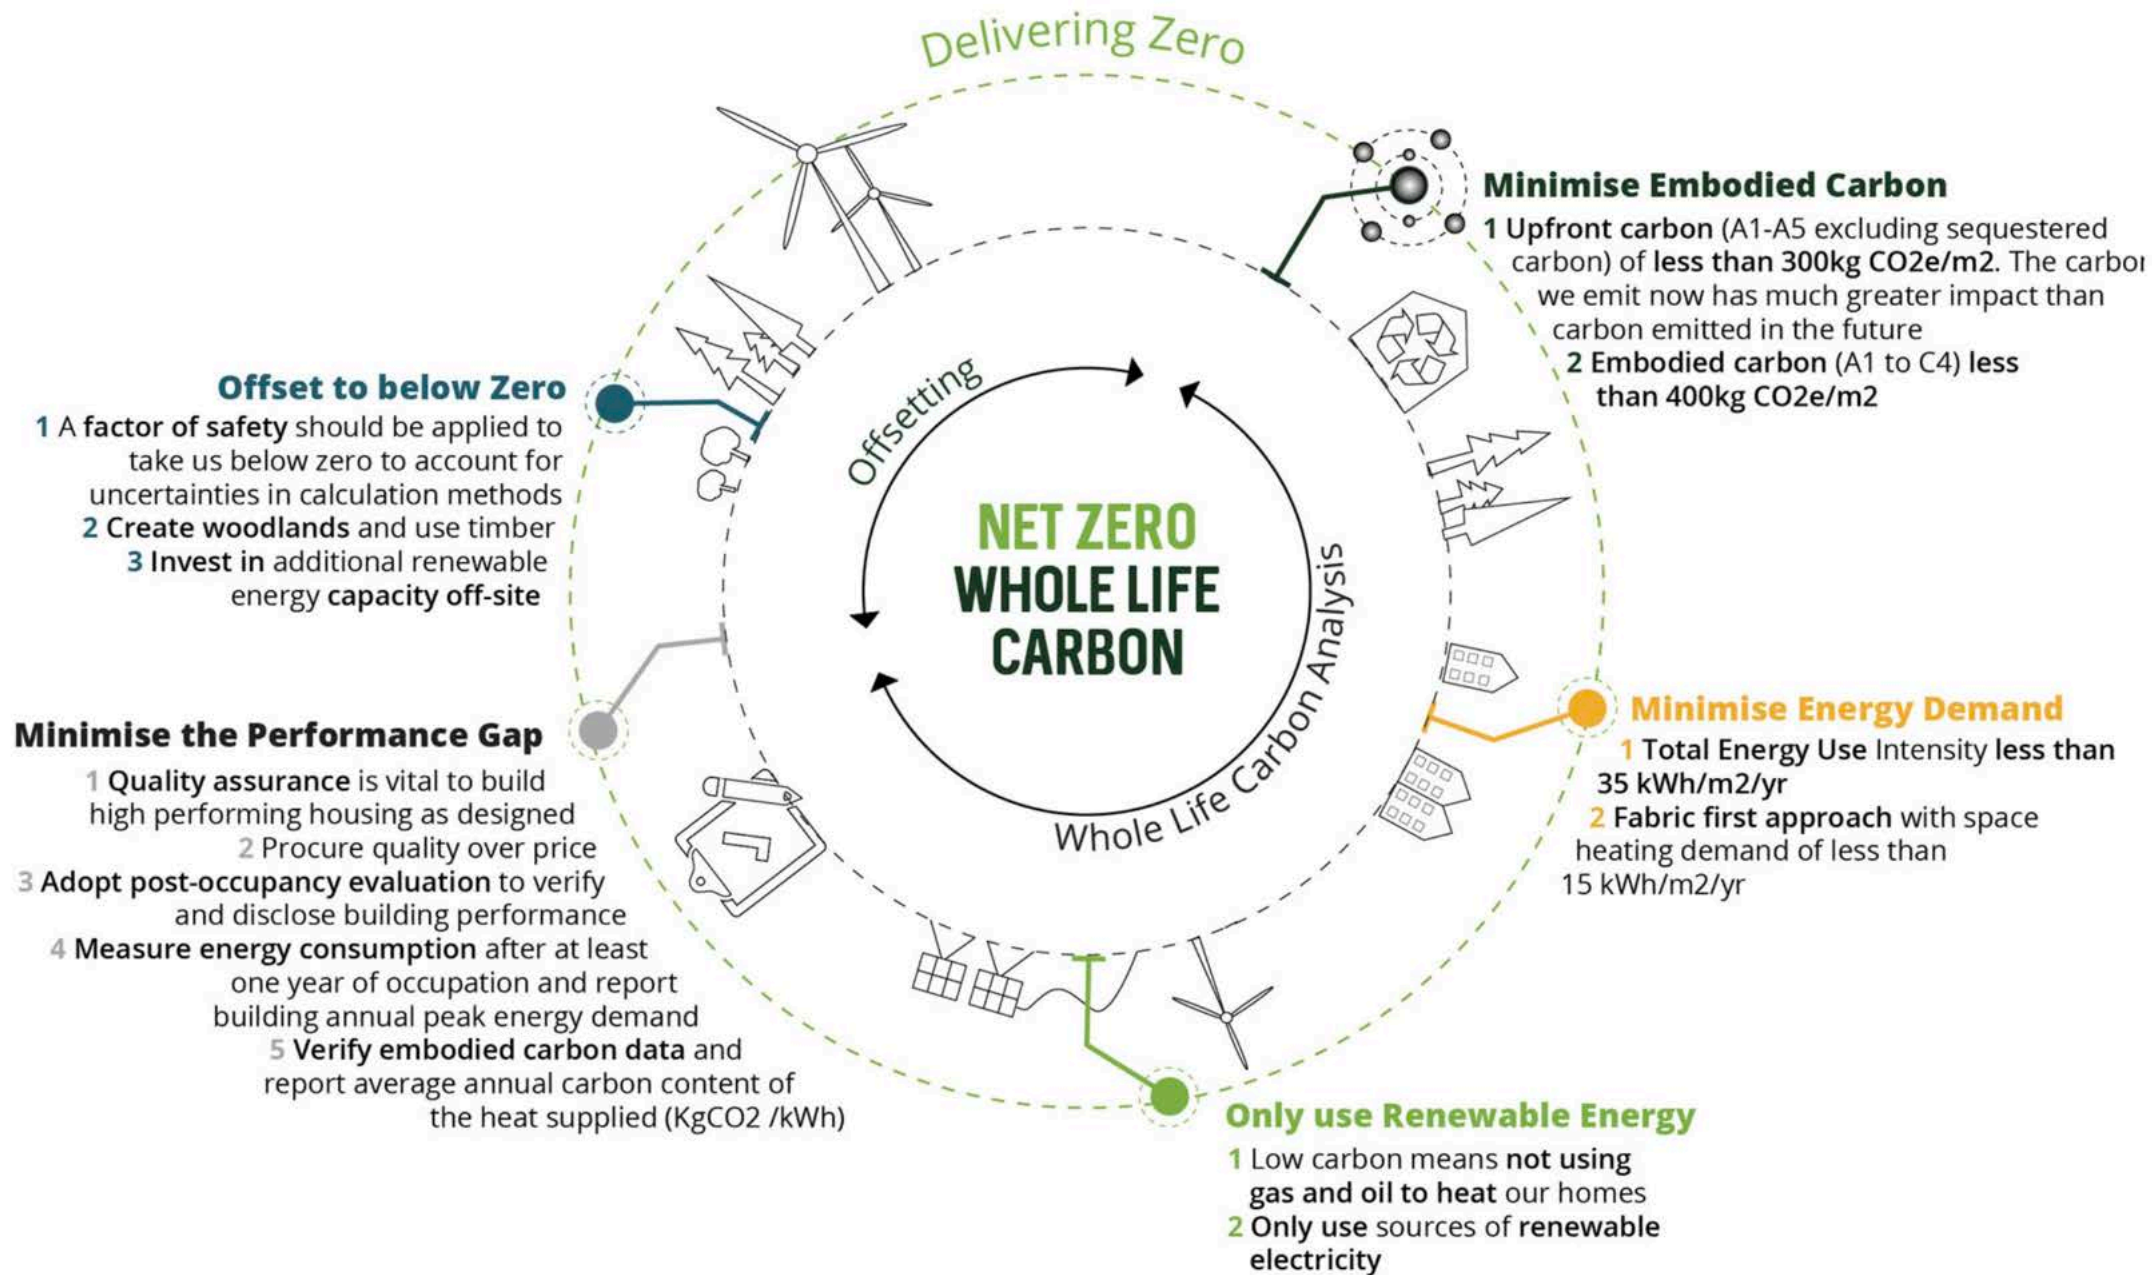 Delivering Zero
Minimise Embodied Carbon
1 Upfront carbon (A1-A5 excluding sequestered
carbon) of less than 300kg CO2e/m2. The
we emit now has much greater impact than
carbon emitted in the future
2 Embodied carbon (A1 to C4) less
than 400kg CO2e/m2
Offset to below Zero
1 A factor of safety should be applied to
take us below zero to account for
uncertainties in calculation methods
2 Create woodlands and use timber
3 Invest in additional renewable
energy capacity off-site
Offsetting
NET ZERO
WHOLE LIFE
CARBON
Whole Life Carbon Analysis
Minimise Energy Demand
1 Total Energy Use Intensity less than
35 kWh/m2/yr
2 Fabric first approach with space
heating demand of less than
15 kWh/m2/yr
Minimise the Performance Gap
1 Quality assurance is vital to build
high performing housing as designed
2 Procure quality over price
3 Adopt post-occupancy evaluation to verify
and disclose building performance
4 Measure energy consumption after at least
one year of occupation and report
building annual peak energy demand
5 Verify embodied carbon data and
report average annual carbon content of
the heat supplied (KgCO2 /kWh)
Only use Renewable Energy
1 Low carbon means not using
gas and oil to heat our homes
2 Only use sources of renewable
electricity